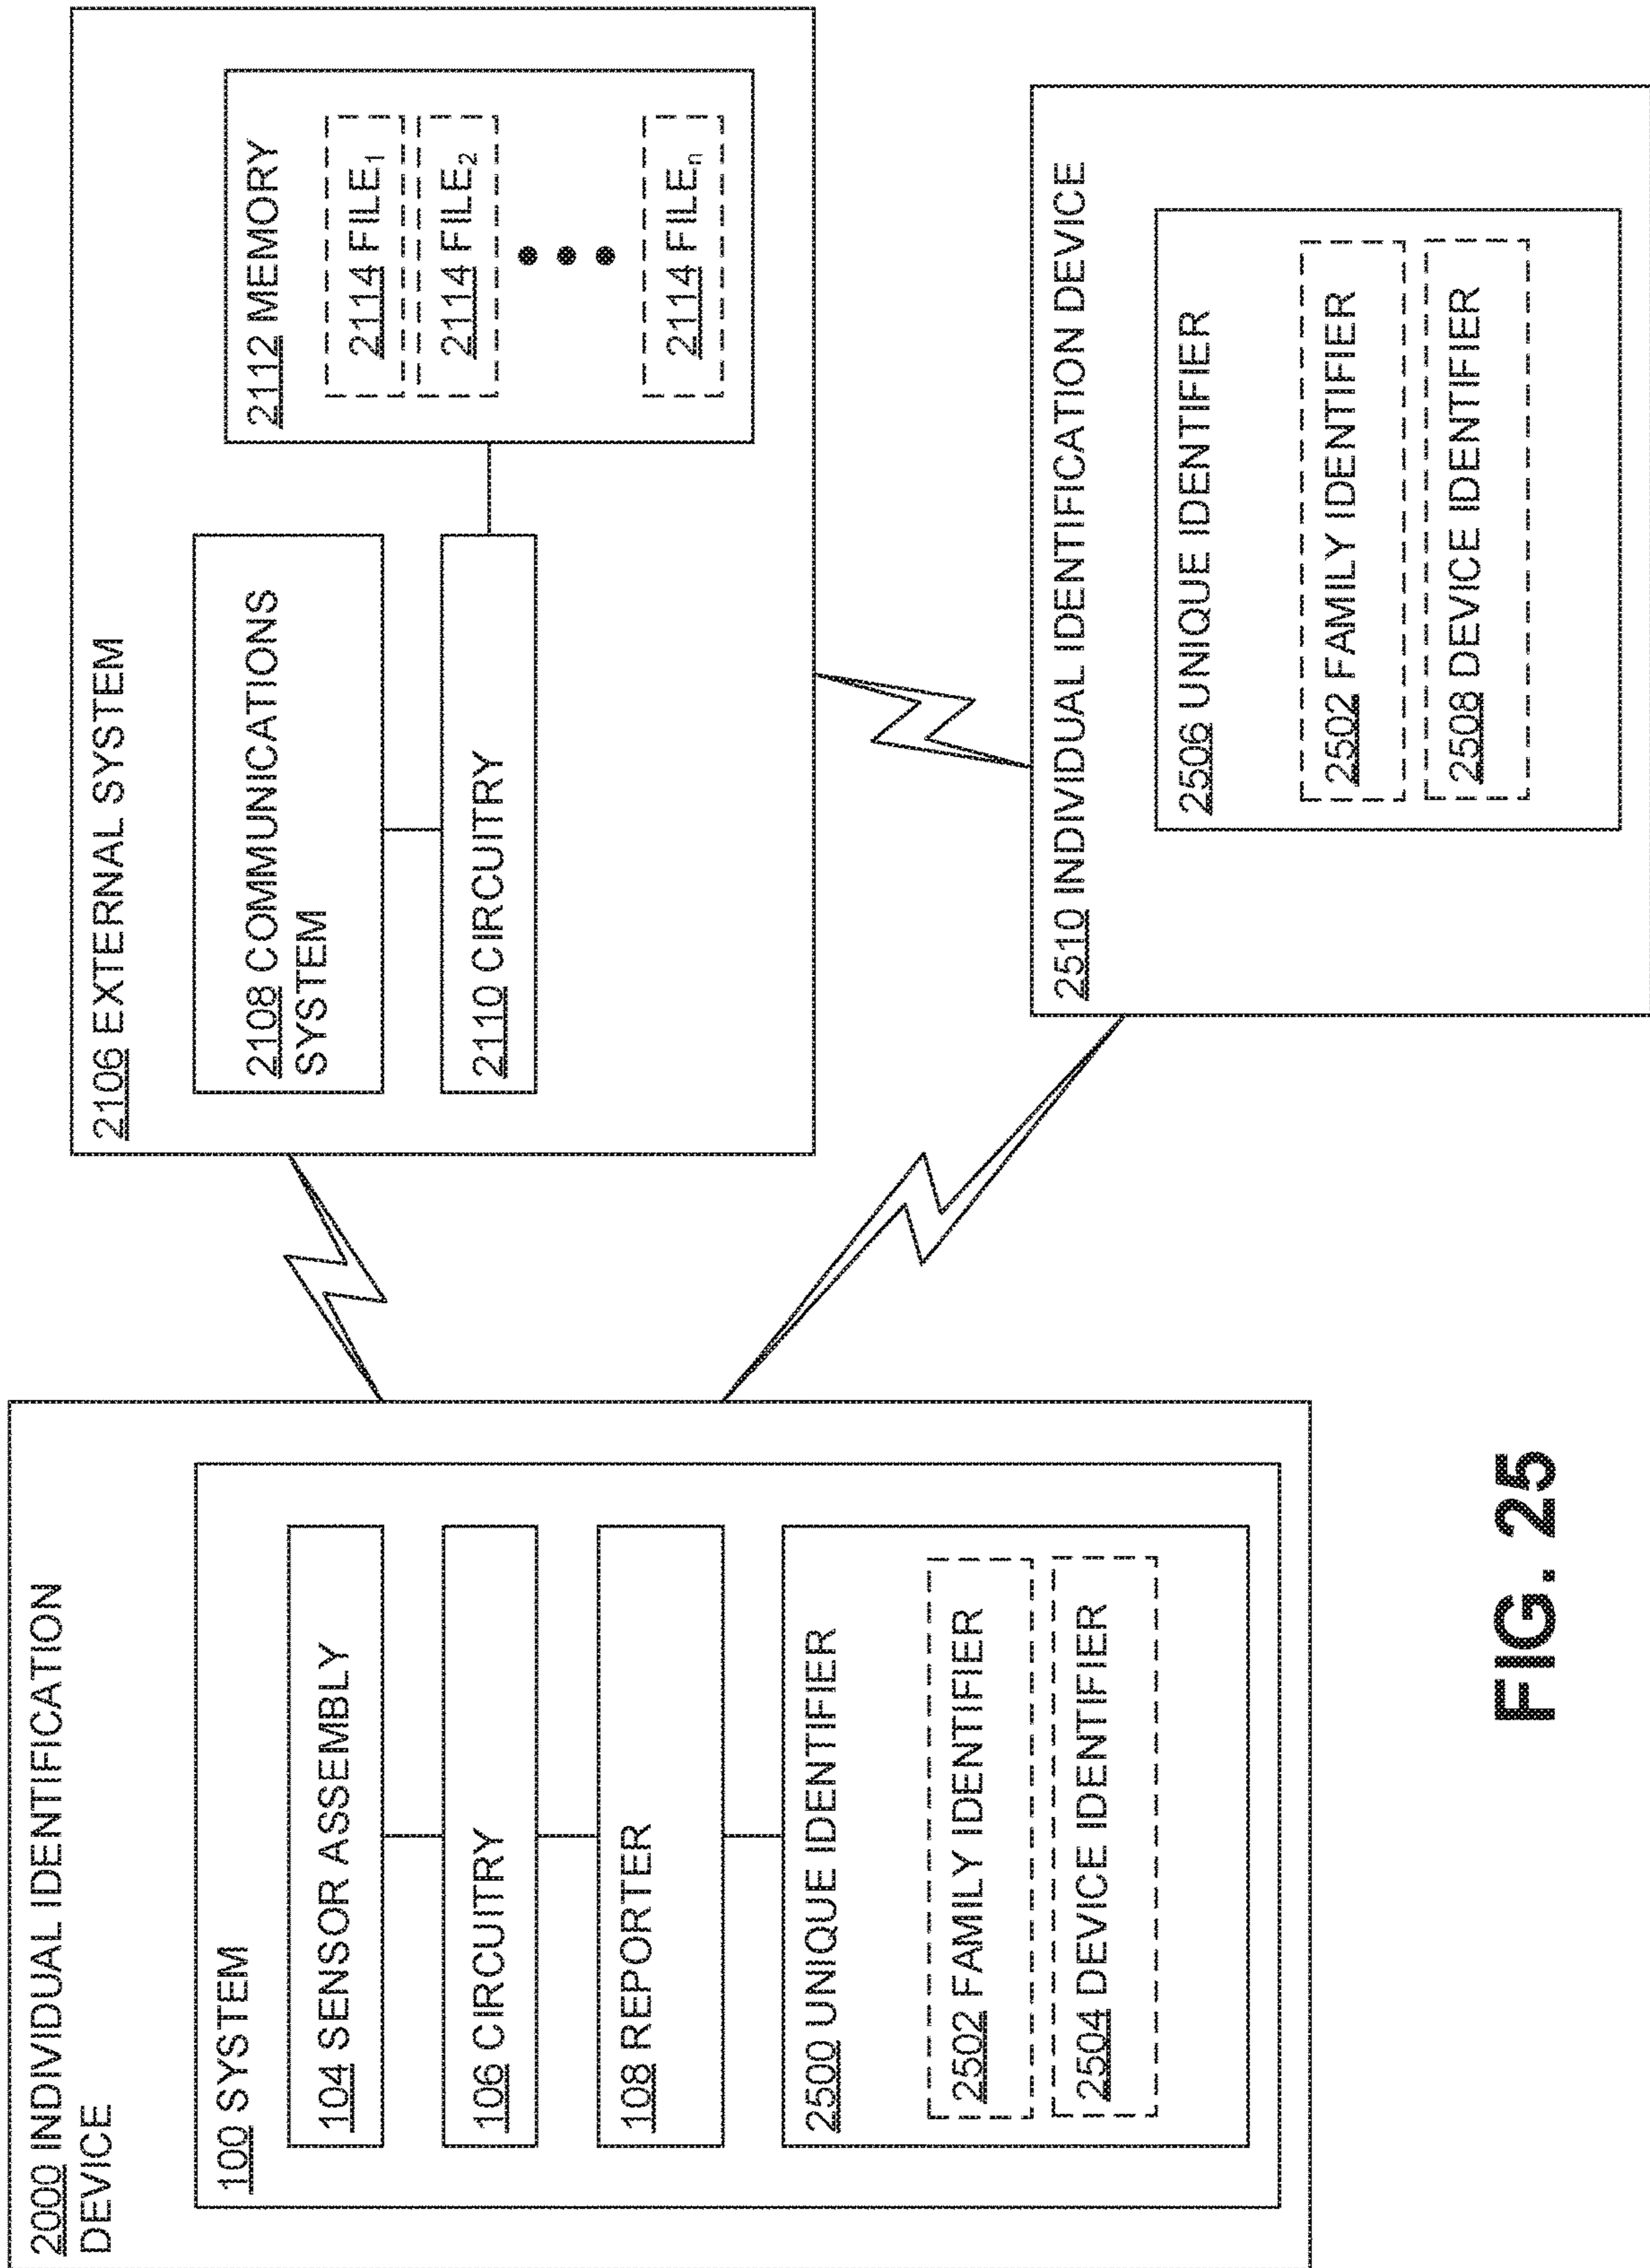 2000 INDIVIDUAL IDENTIFICATION
DEVICE
100 SYSTEM
104 SENSOR ASSEMBLY
106 CIRCUITRY
108 REPORTER
2500 UNIQUE IDENTIFIER
2502 FAMILY IDENTIFIER
2504 DEVICE IDENTIFIER
2106 EXTERNAL SYSTEM
2108 COMMUNICATIONS
SYSTEM
2110 CIRCUITRY
2112 MEMORY
2114 FILE1
2114 FILE2
2114 FILEn
2510 INDIVIDUAL IDENTIFICATION DEVICE
2506 UNIQUE IDENTIFIER
2502 FAMILY IDENTIFIER
2508 DEVICE IDENTIFIER
FIG. 25